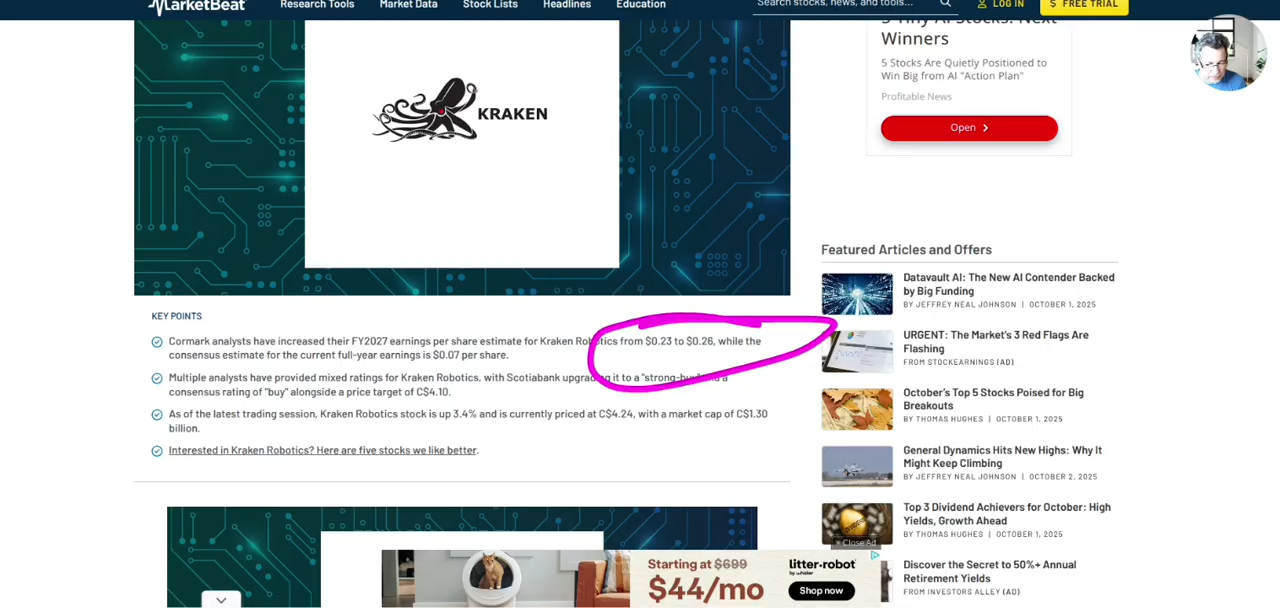 MarketBeat
Research Tools
Market Data
Stock Lists
Headlines
Education
Search stocks, news, and tools...
LOG IN
$ FREE TRIAL
KRAKEN
5 Tiny AI Stocks: Next
Winners
5 Stocks Are Quietly Positioned to
Win Big from AI "Action Plan"
Profitable News
Open
KEY POINTS
Cormark analysts have increased their FY2027 earnings per share estimate for Kraken Robotics from $0.23 to $0.26, while the
consensus estimate for the current full-year earnings is $0.07 per share.
Multiple analysts have provided mixed ratings for Kraken Robotics, with Scotiabank upgrading it to a "strong-buy" and a
consensus rating of "buy" alongside a price target of C$4.10.
As of the latest trading session, Kraken Robotics stock is up 3.4% and is currently priced at C$4.24, with a market cap of C$1.30
billion.
Interested in Kraken Robotics? Here are five stocks we like better.
Featured Articles and Offers
Datavault AI: The New AI Contender Backed
by Big Funding
BY JEFFREY NEAL JOHNSON | OCTOBER 1, 2025
URGENT: The Market's 3 Red Flags Are
Flashing
FROM STOCKEARNINGS (AD)
October's Top 5 Stocks Poised for Big
Breakouts
BY THOMAS HUGHES | OCTOBER 1, 2025
General Dynamics Hits New Highs: Why It
Might Keep Climbing
BY JEFFREY NEAL JOHNSON | OCTOBER 2, 2025
Top 3 Dividend Achievers for October: High
Yields, Growth Ahead
BY THOMAS HUGHES | OCTOBER 1, 2025
× Close Ad
Discover the Secret to 50%+ Annual
Retirement Yields
FROM INVESTORS ALLEY (AD)
Starting at $699
$44/mo
litter-robot
by whisker
Shop now